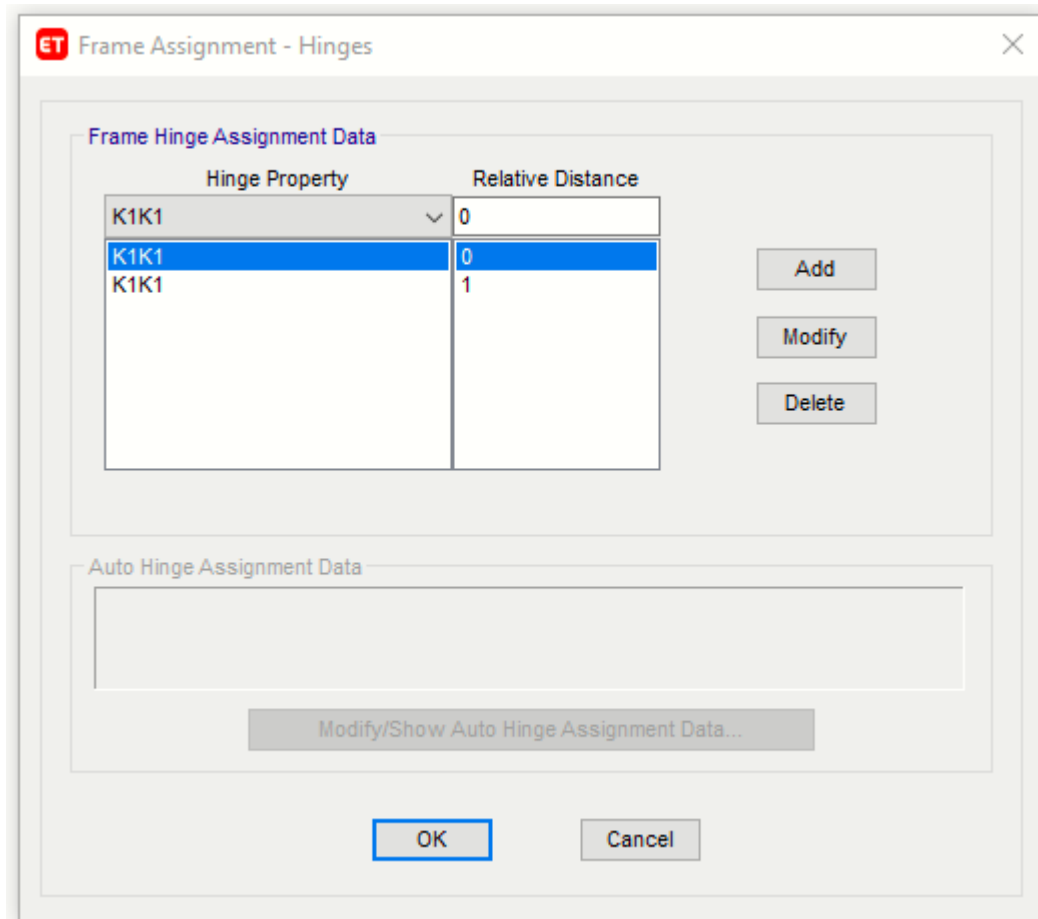 ET Frame Assignment - Hinges
Frame Hinge Assignment Data
Hinge Property Relative Distance
K1K1 0
K1K1 0
K1K1 1
Add
Modify
Delete
Auto Hinge Assignment Data
Modify/Show Auto Hinge Assignment Data...
OK Cancel